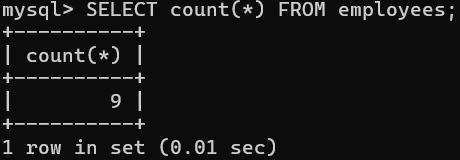 mysql> SELECT count(*) FROM employees;
+----------+
| count(*) |
+----------+
|        9 |
+----------+
1 row in set (0.01 sec)